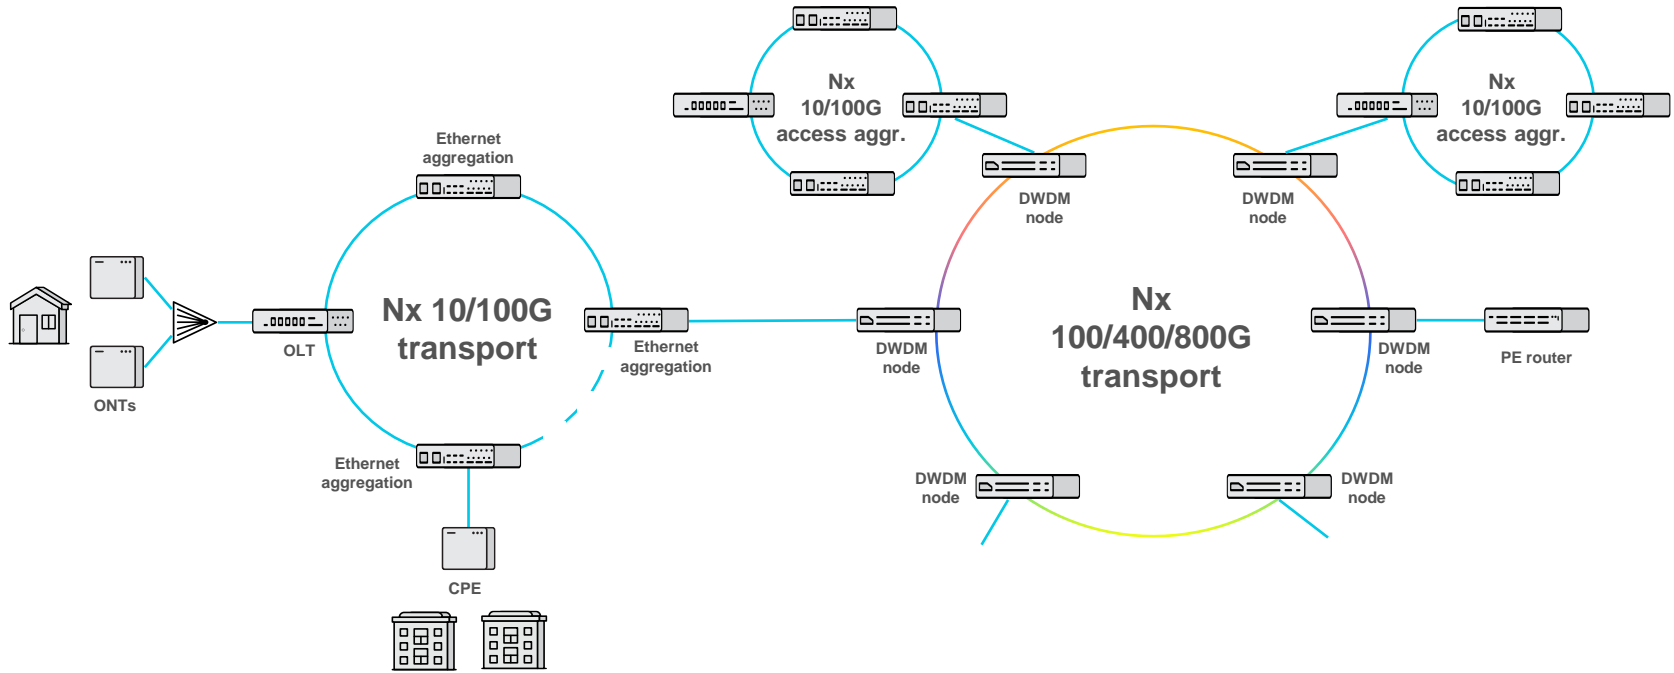 Nx
10/100G
access aggr.
Nx
10/100G
access aggr.
Ethernet
aggregation
DWDM
node
DWDM
node
Nx 10/100G
transport
Nx
100/400/800G
transport
OLT
Ethernet
aggregation
DWDM
node
DWDM
node
PE router
ONTs
Ethernet
aggregation
DWDM
node
DWDM
node
CPE